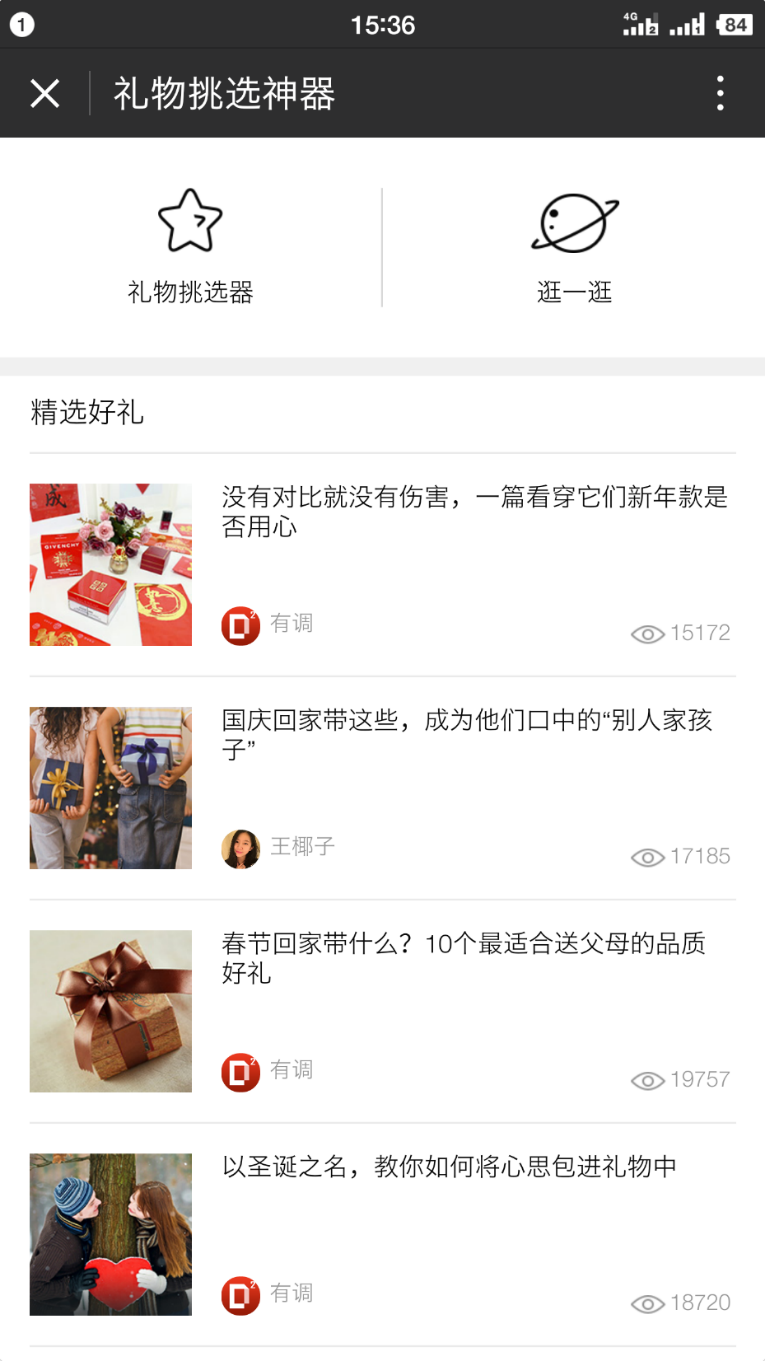 1
15:36
4G
2
1
84
礼物挑选神器
礼物挑选器
逛一逛
精选好礼
成
GIVENCHY
没有对比就没有伤害，一篇看穿它们新年款是
否用心
有调
15172
国庆回家带这些，成为他们口中的“别人家孩
子”
王椰子
17185
春节回家带什么？10个最适合送父母的品质
好礼
有调
19757
以圣诞之名，教你如何将心思包进礼物中
有调
18720